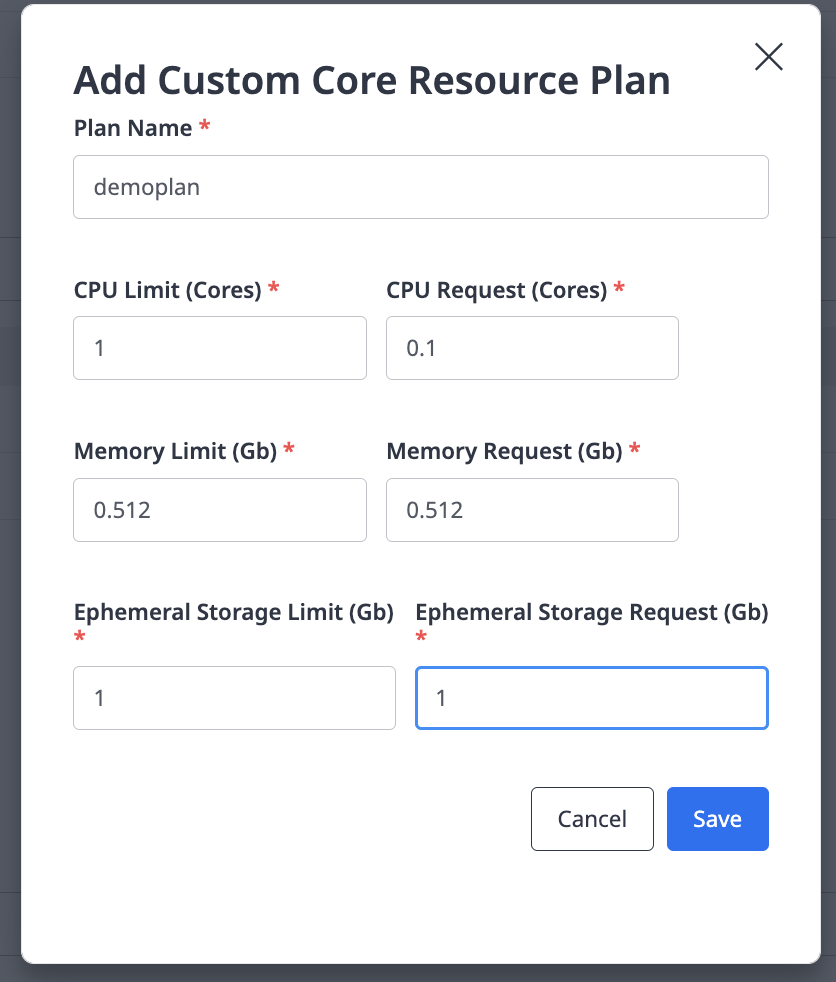 Add Custom Core Resource Plan
Plan Name *
demoplan
CPU Limit (Cores) * CPU Request (Cores) *
1 0.1
Memory Limit (Gb) * Memory Request (Gb) *
0.512 0.512
Ephemeral Storage Limit (Gb) Ephemeral Storage Request (Gb)
* *
1 1
Cancel Save